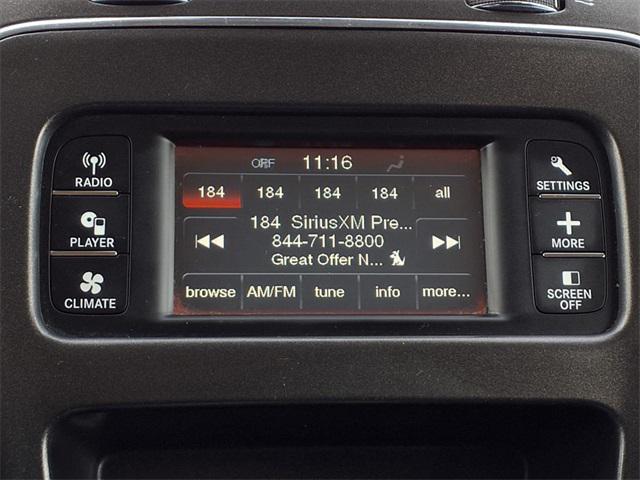 RADIO
PLAYER
CLIMATE
11:16
184 184 184 184 all
184 SiriusXM Pre...
844-711-8800
Great Offer N...
browse AM/FM tune info more...
SETTINGS
MORE
SCREEN
OFF